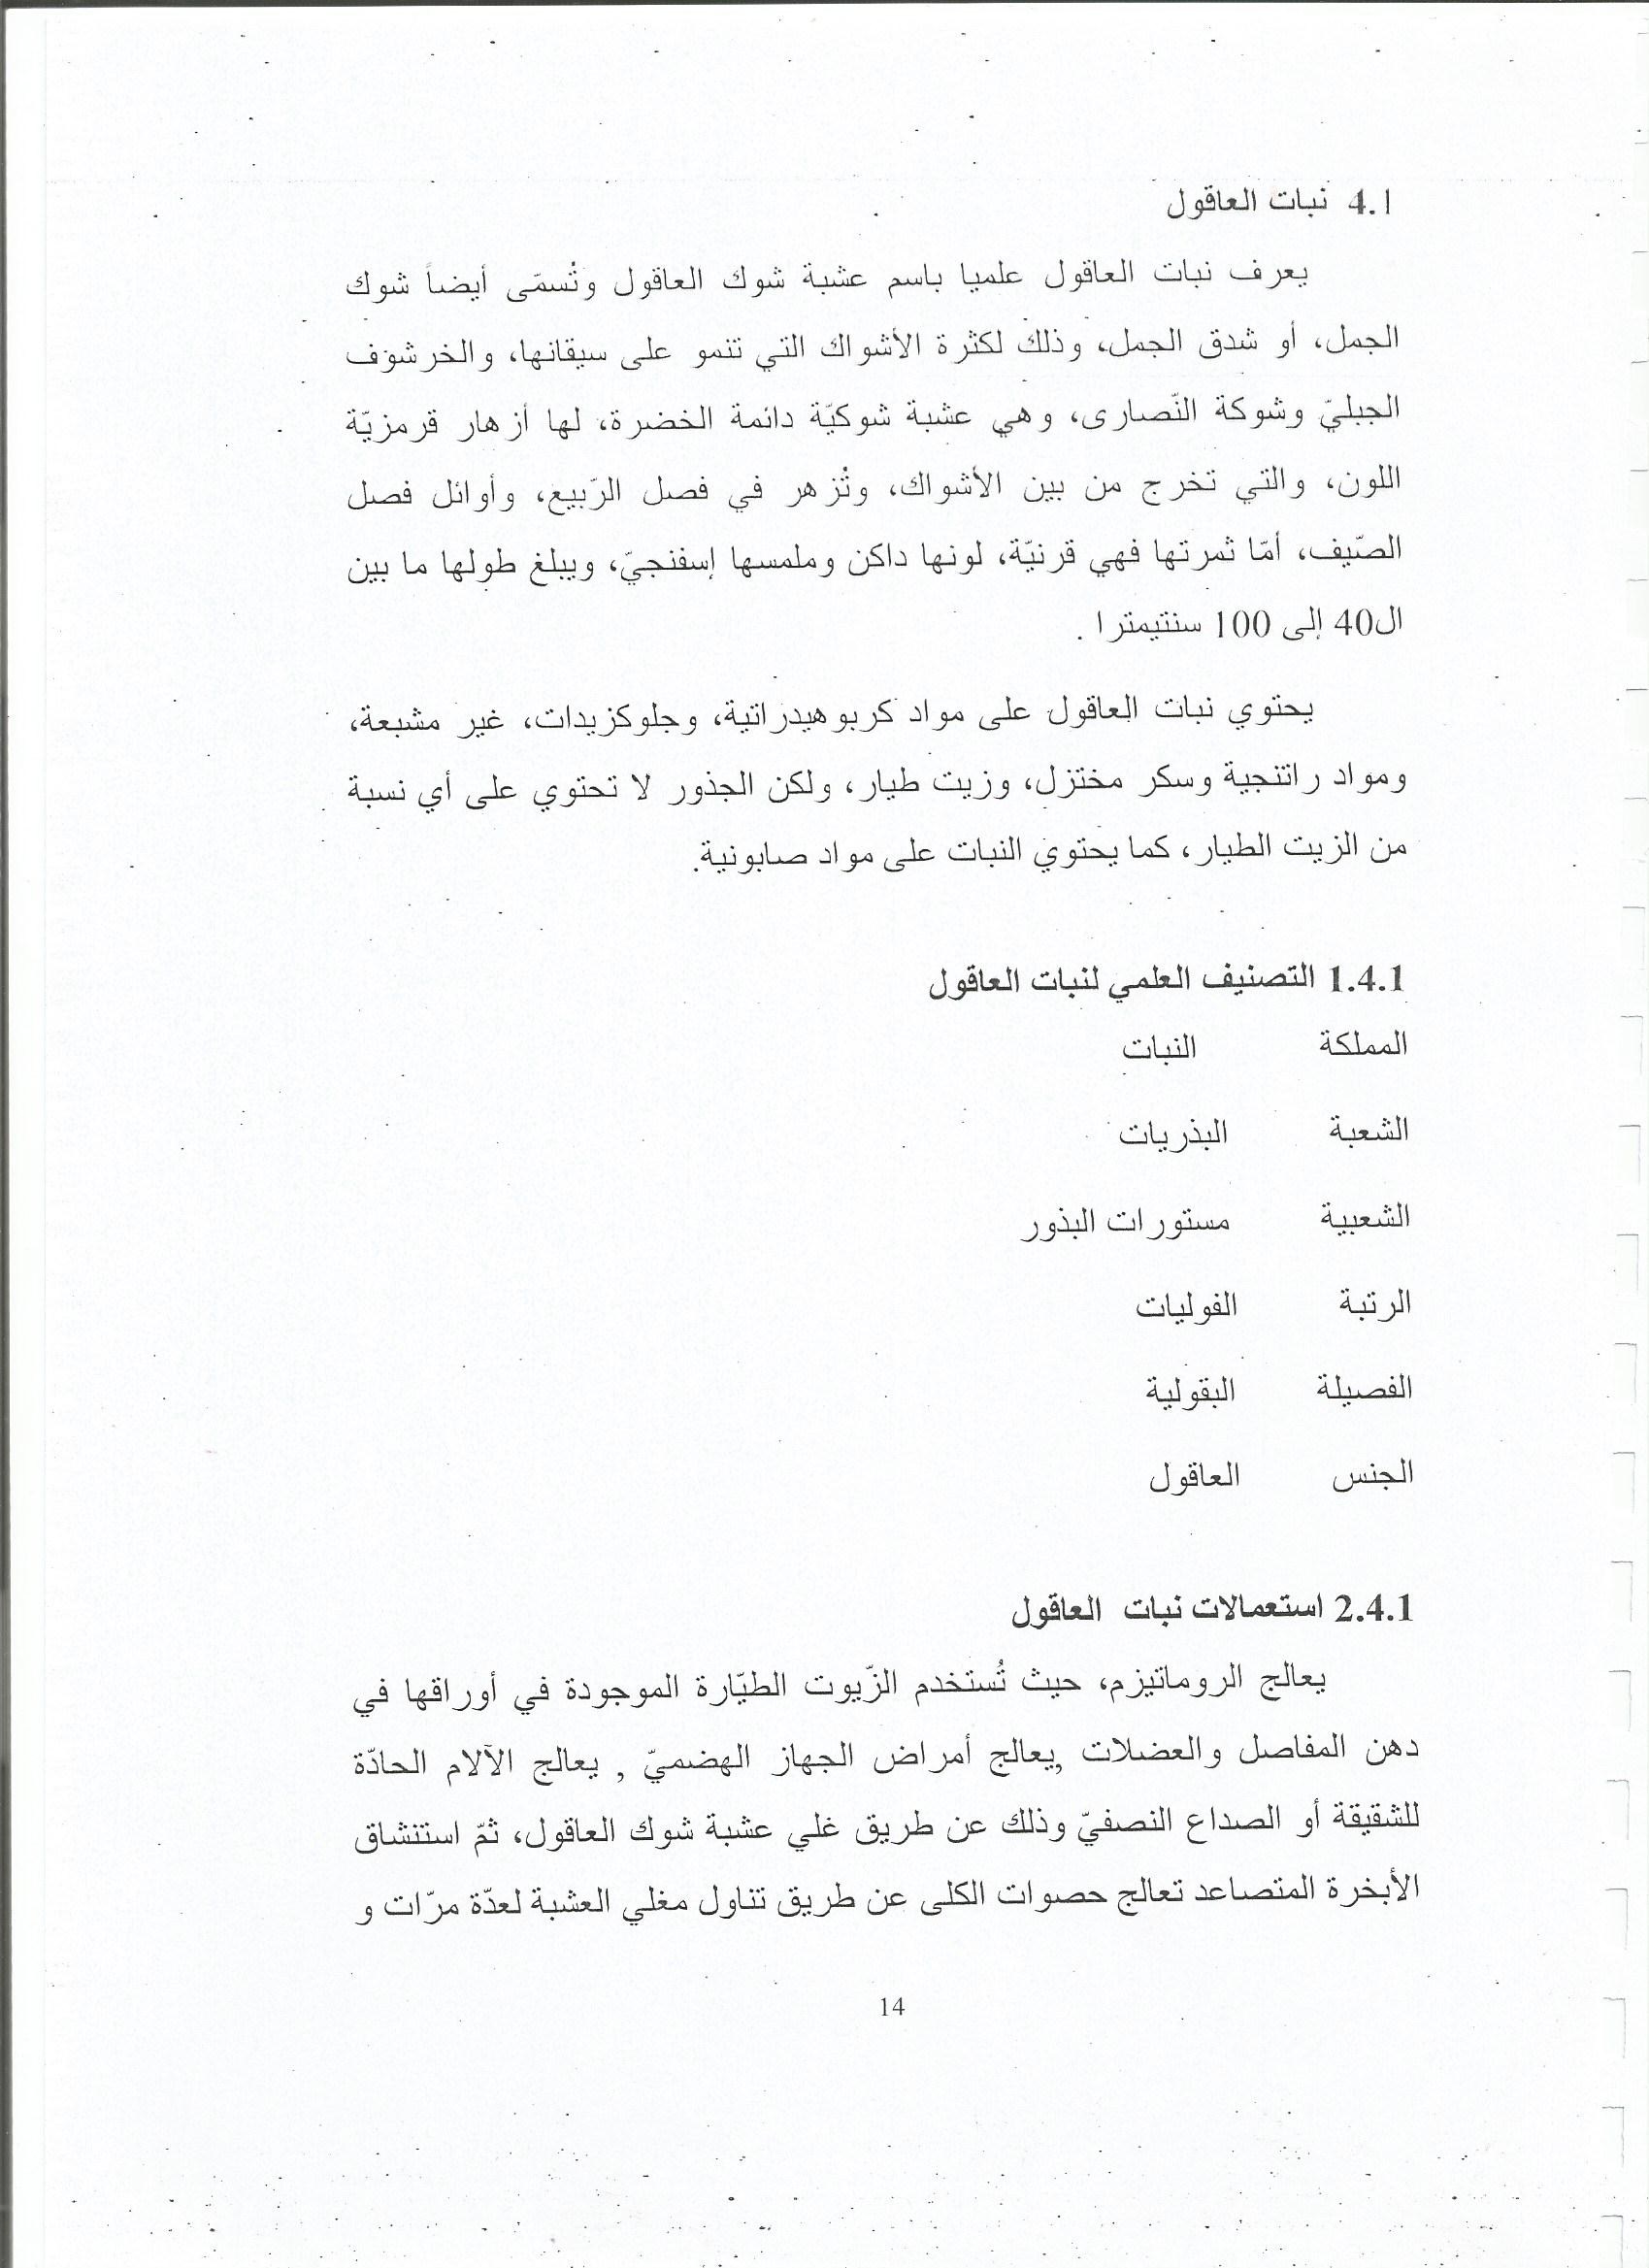 4.1 نبات العاقول
يعرف نبات العاقول علميا باسم عشبة شوك العاقول وتُسمّى أيضاً شوك
الجمل، أو شدق الجمل، وذلك لكثرة الأشواك التي تنمو على سيقانها، والخرشوف
الجبليّ وشوكة النّصارى، وهي عشبة شوكيّة دائمة الخضرة، لها أزهار قرمزيّة
اللون، والتي تخرج من بين الأشواك، وتُزهر في فصل الرّبيع، وأوائل فصل
الصّيف، أمّا ثمرتها فهي قرنيّة، لونها داكن وملمسها إسفنجيّ، ويبلغ طولها ما بين
ال40 إلى 100 سنتيمترا .
يحتوي نبات العاقول على مواد كربوهيدراتية، وجلوكزيدات، غير مشبعة،
ومواد راتنجية وسكر مختزل، وزيت طيار، ولكن الجذور لا تحتوي على أي نسبة
من الزيت الطيار، كما يحتوي النبات على مواد صابونية.
1.4.1 التصنيف العلمي لنبات العاقول
المملكة النبات
الشعبة البذريات
الشعيبة مستورات البذور
الرتبة الفوليات
الفصيلة البقولية
الجنس العاقول
2.4.1 استعمالات نبات العاقول
يعالج الروماتيزم، حيث تُستخدم الزّيوت الطيّارة الموجودة في أوراقها في
دهن المفاصل والعضلات ,يعالج أمراض الجهاز الهضميّ , يعالج الآلام الحادّة
للشقيقة أو الصداع النصفيّ وذلك عن طريق غلي عشبة شوك العاقول، ثمّ استنشاق
الأبخرة المتصاعد تعالج حصوات الكلى عن طريق تناول مغلي العشبة لعدّة مرّات و
14